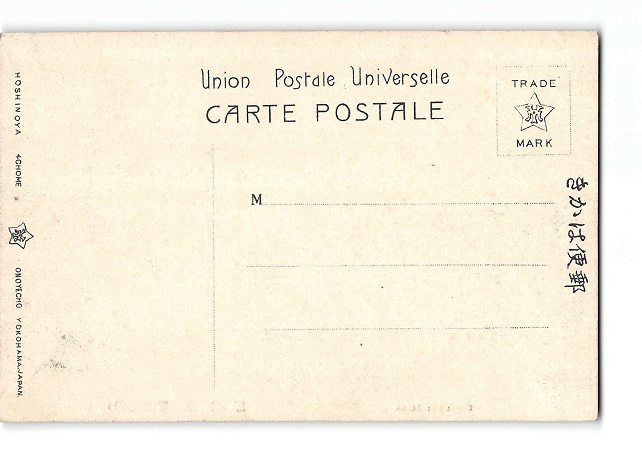 Union Postale Universelle
CARTE POSTALE
TRADE
MARK
M
きかは便郵
HOSHINOYA 4CHOME
ONOYECHO YOKOHAMA-JAPAN.